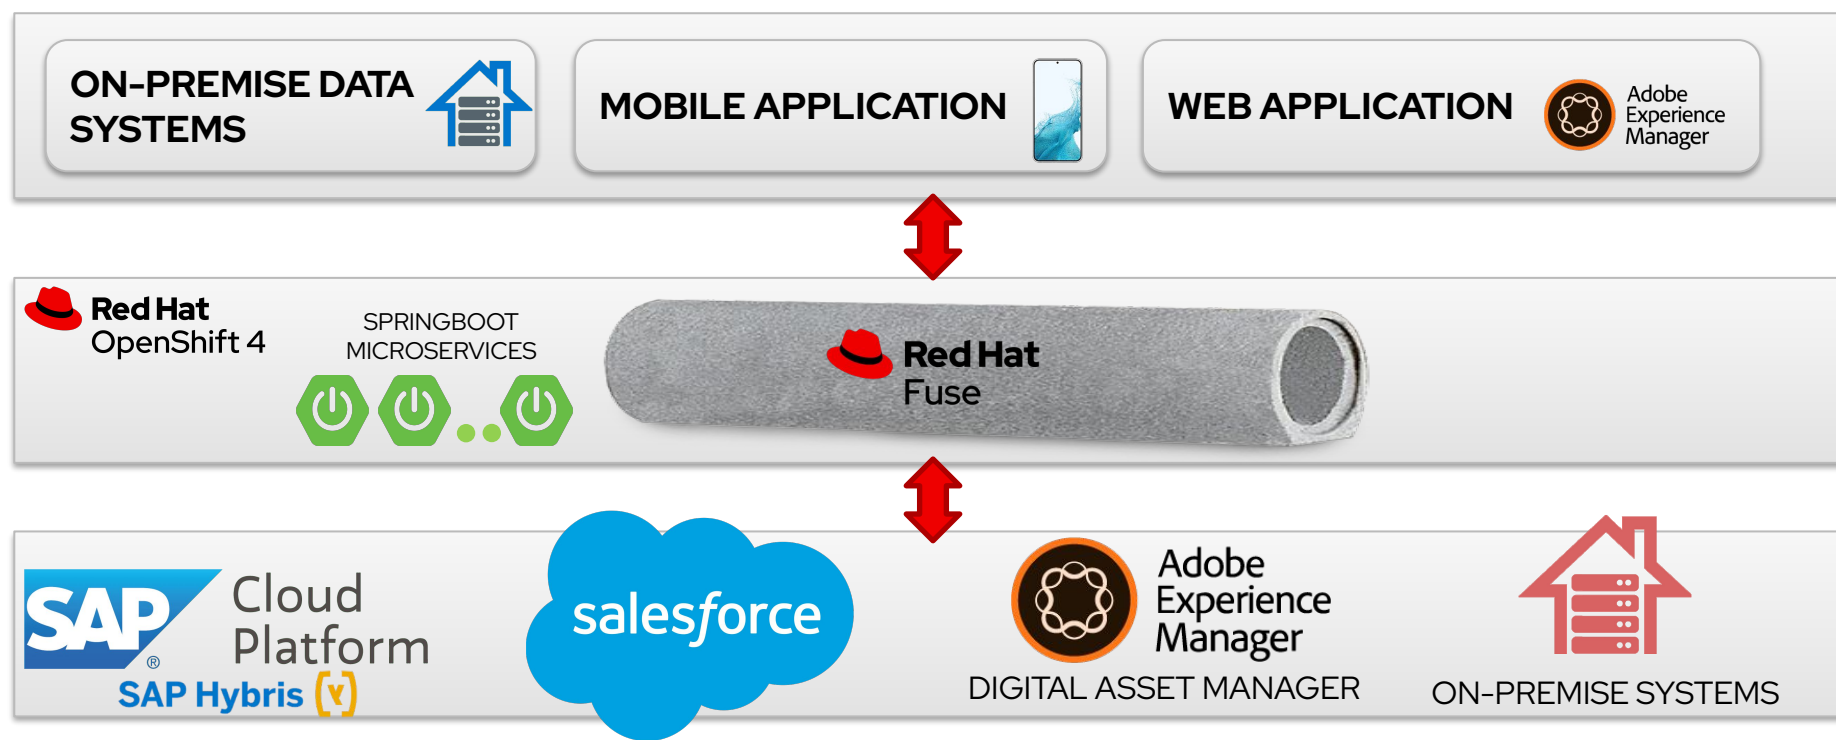 ON-PREMISE DATA
SYSTEMS
MOBILE APPLICATION
WEB APPLICATION
Adobe
Experience
Manager
Red Hat
OpenShift 4
SPRINGBOOT
MICROSERVICES
Red Hat
Fuse
SAP
®
Cloud
Platform
SAP Hybris (Y)
salesforce
Adobe
Experience
Manager
DIGITAL ASSET MANAGER
ON-PREMISE SYSTEMS